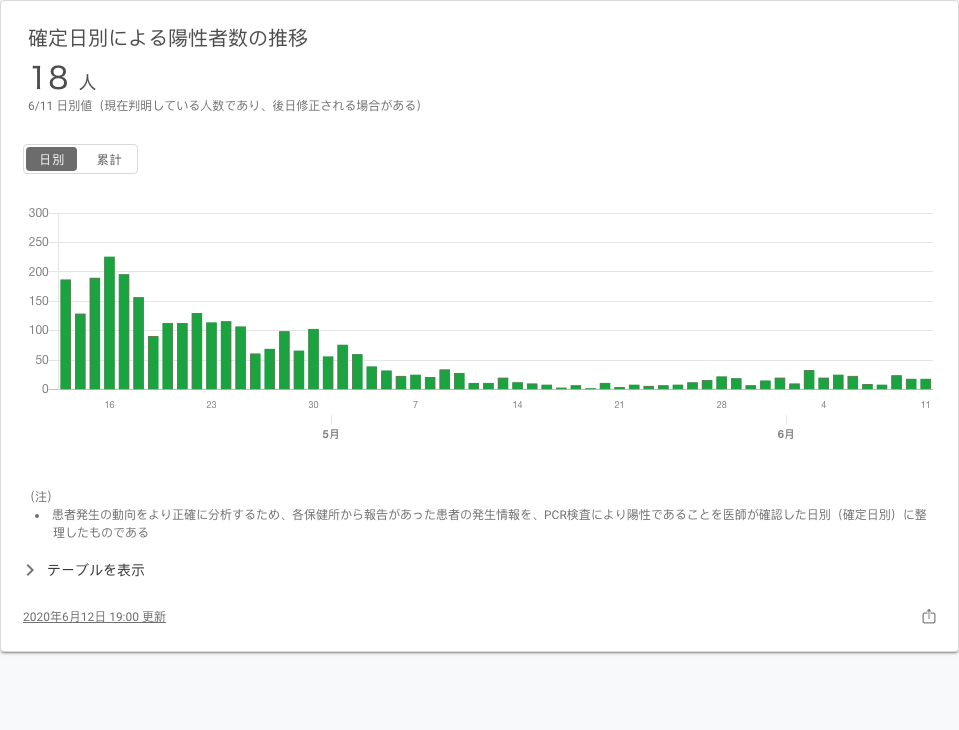 確定日別による陽性者数の推移
18 人
6/11 日別値（現在判明している人数であり、後日修正される場合がある）
日別 累計
300
250
200
150
100
50
0
16 23 30 7 14 21 28 4 11
5月 6月
（注）
• 患者発生の動向をより正確に分析するため、各保健所から報告があった患者の発生情報を、PCR検査により陽性であることを医師が確認した日別（確定日別）に整
理したものである
テーブルを表示
2020年6月12日 19:00 更新